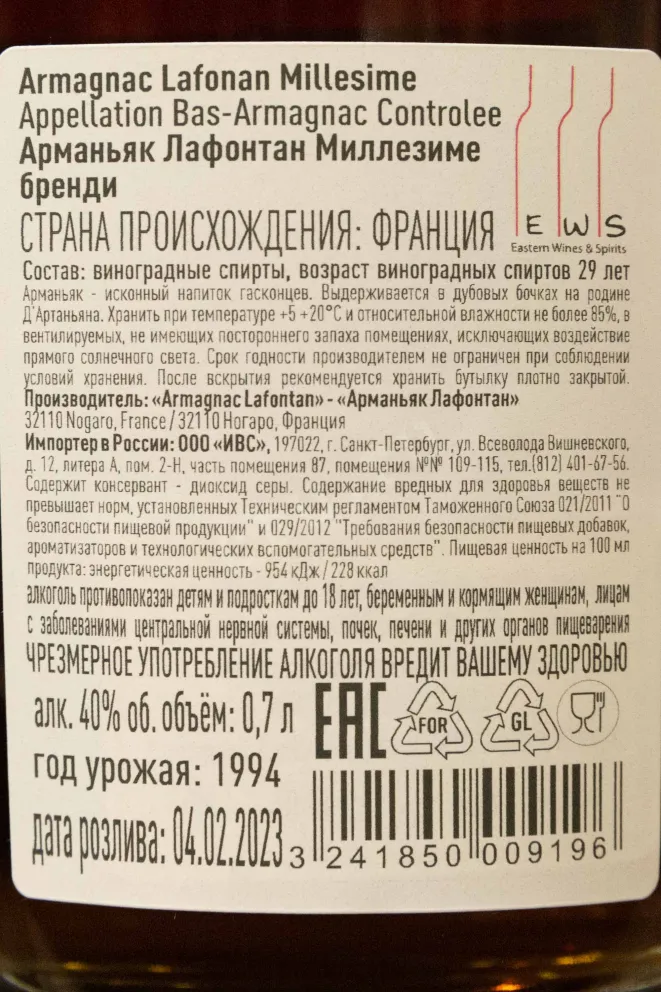 Armagnac Lafonan Millesime
Appellation Bas-Armagnac Controlee
Арманьяк Лафонтан Миллезиме
бренди
E W S
Eastern Wines & Spirits
СТРАНА ПРОИСХОЖДЕНИЯ: ФРАНЦИЯ
Состав: виноградные спирты, возраст виноградных спиртов 29 лет
Арманьяк - исконный напиток гасконцев. Выдерживается в дубовых бочках на родине
Д'Артаньяна. Хранить при температуре +5 +20°С и относительной влажности не более 85%, в
вентилируемых, не имеющих постороннего запаха помещениях, исключающих воздействие
прямого солнечного света. Срок годности производителем не ограничен при соблюдении
условий хранения. После вскрытия рекомендуется хранить бутылку плотно закрытой.
Производитель: «Armagnac Lafontan» - «Арманьяк Лафонтан»
32110 Nogaro, France / 32110 Ногаро, Франция
Импортер в России: ООО «ИВС», 197022, г. Санкт-Петербург, ул. Всеволода Вишневского,
д. 12, литера А, пом. 2-Н, часть помещения 87, помещения №№ 109-115, тел.(812) 401-67-56.
Содержит консервант - диоксид серы. Содержание вредных для здоровья веществ не
превышает норм, установленных Техническим регламентом Таможенного Союза 021/2011 "О
безопасности пищевой продукции" и 029/2012 "Требования безопасности пищевых добавок,
ароматизаторов и технологических вспомогательных средств". Пищевая ценность на 100 мл
продукта: энергетическая ценность - 954 кДж / 228 ккал
алкоголь противопоказан детям и подросткам до 18 лет, беременным и кормящим женщинам, лицам
с заболеваниями центральной нервной системы, почек, печени и других органов пищеварения
ЧРЕЗМЕРНОЕ УПОТРЕБЛЕНИЕ АЛКОГОЛЯ ВРЕДИТ ВАШЕМУ ЗДОРОВЬЮ
алк. 40% об. объём: 0,7 л
EAC
FOR
GL
год урожая: 1994
дата розлива: 04.02.2023
3 241850 009196